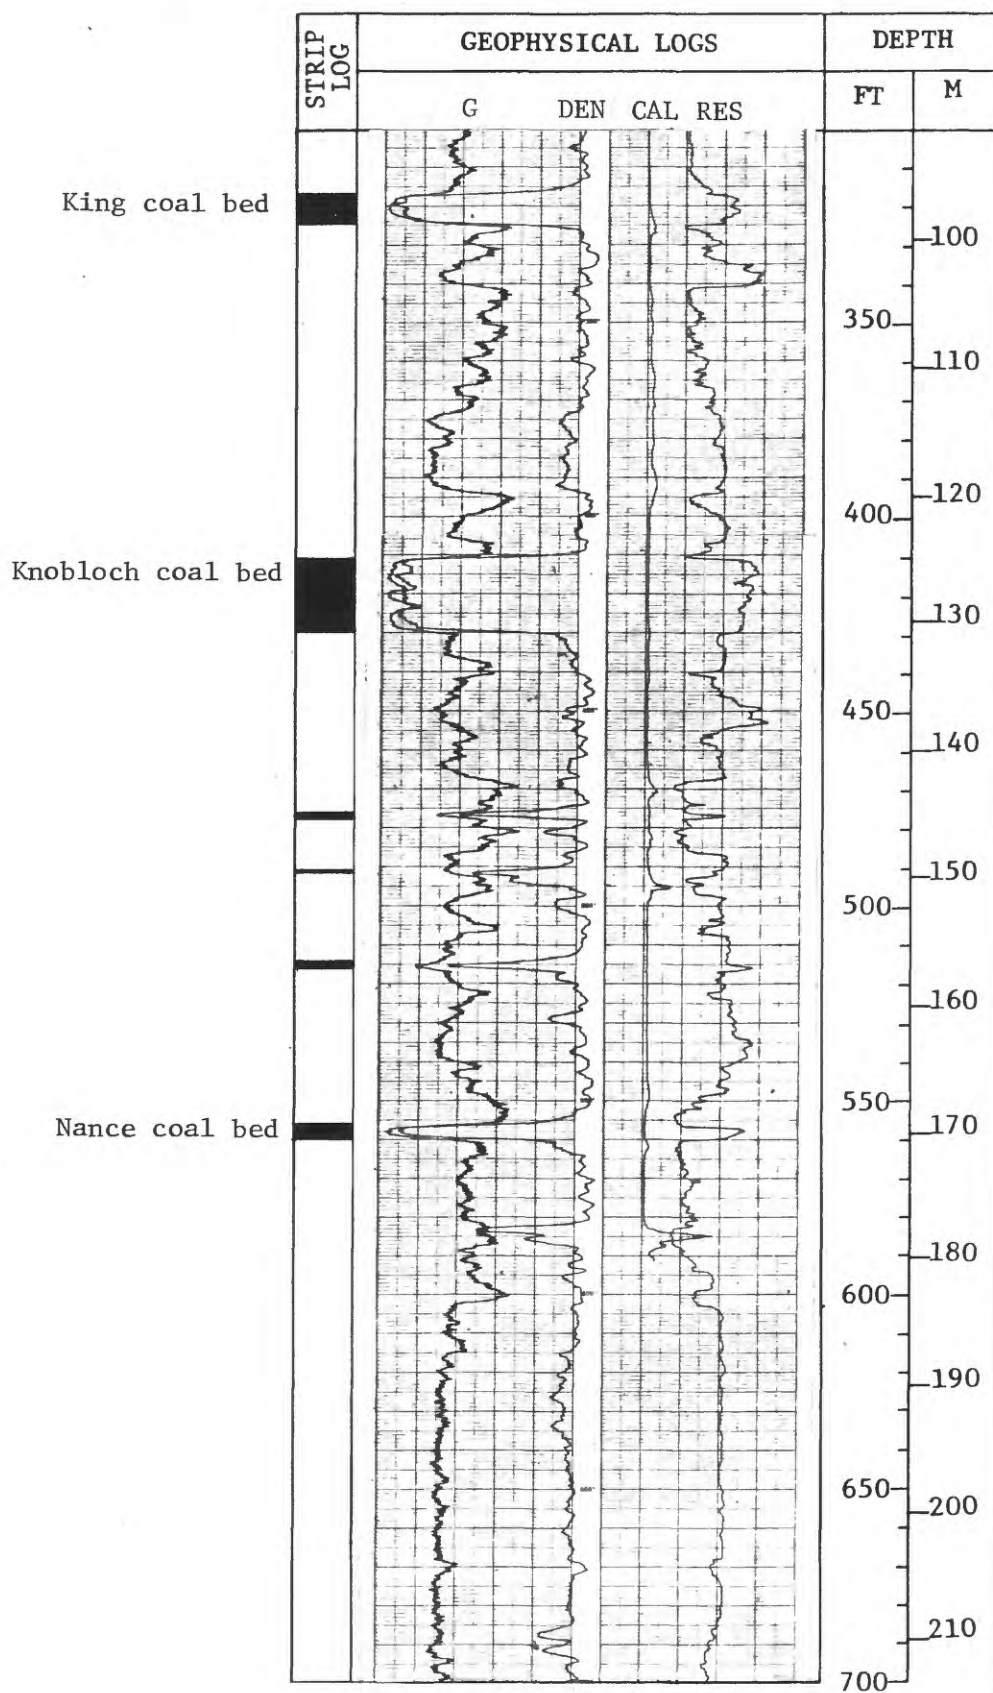 STRIP LOG
GEOPHYSICAL LOGS
DEPTH
G DEN CAL RES
FT M
King coal bed
100
350
110
120
400
Knobloch coal bed
130
450
140
150
500
160
550
Nance coal bed
170
180
600
190
650
200
210
700